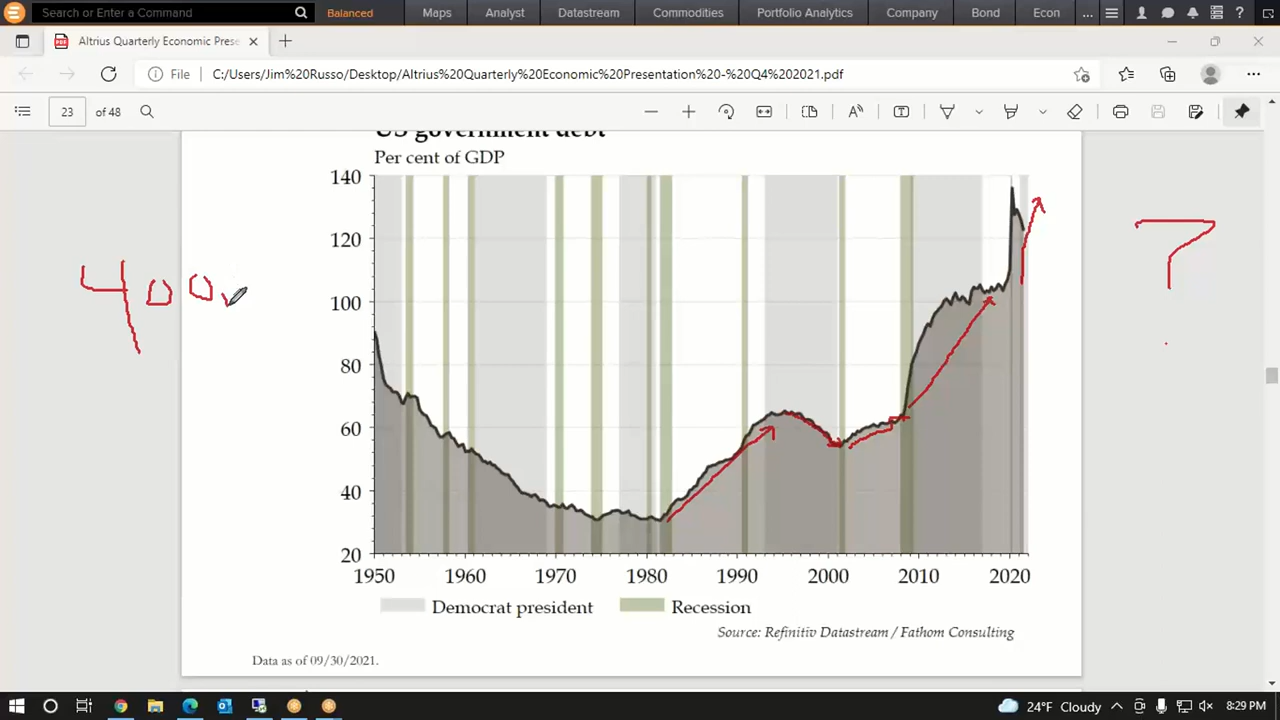 Search or Enter a Command Balanced Maps Analyst Datastream Commodities Portfolio Analytics Company Bond Econ ...
Altrius Quarterly Economic Prese
File C:/Users/Jim%20Russo/Desktop/Altrius%20Quarterly%20Economic%20Presentation%20-%20Q4%202021.pdf
23 of 48
US government debt
Per cent of GDP
140
120
100
80
60
40
20
1950 1960 1970 1980 1990 2000 2010 2020
Democrat president Recession
Source: Refinitiv Datastream / Fathom Consulting
Data as of 09/30/2021.
400
?
24°F Cloudy 8:29 PM